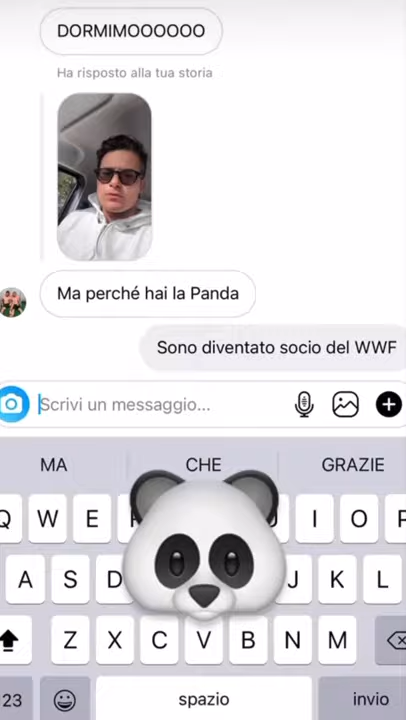 DORMIMOOOOOO
Ha risposto alla tua storia
Ma perché hai la Panda
Sono diventato socio del WWF
Scrivi un messaggio...
MA CHE GRAZIE
Q W E I O P
A S D J K L
Z X C V B N M
123 spazio invio